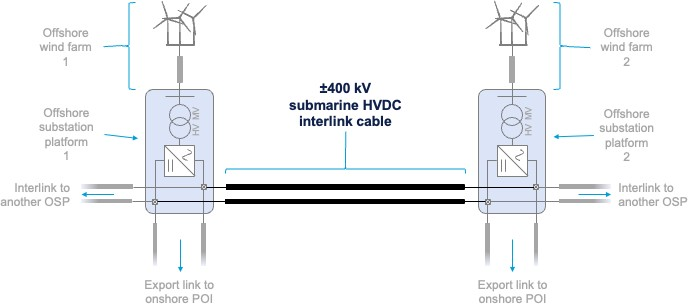 Offshore
wind farm
1
Offshore
wind farm
2
±400 kV
submarine HVDC
interlink cable
Offshore
substation
platform
1
HV MV
HV MV
Offshore
substation
platform
2
Interlink to
another OSP
Interlink to
another OSP
Export link to
onshore POI
Export link to
onshore POI